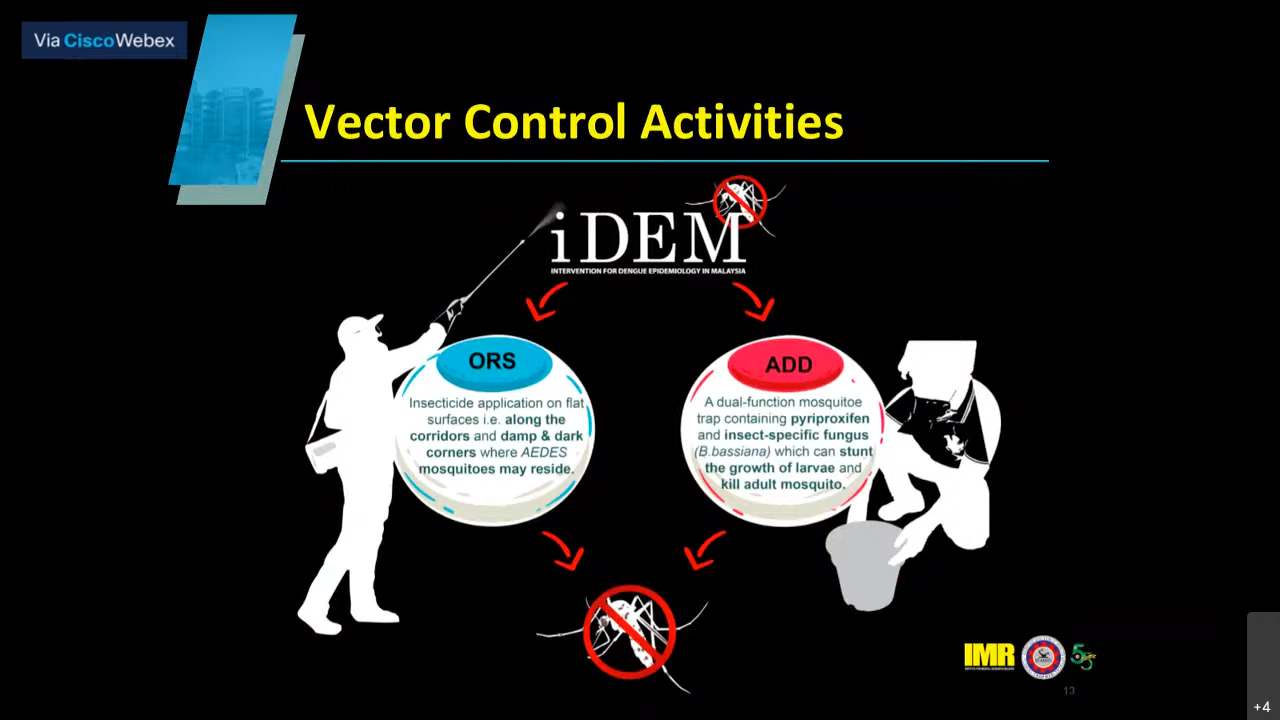 Via CiscoWebex
Vector Control Activities
iDEM
INTERVENTION FOR DENGUE EPIDEMIOLOGY IN MALAYSIA
ORS
Insecticide application on flat
surfaces i.e. along the
corridors and damp & dark
corners where AEDES
mosquitoes may reside.
ADD
A dual-function mosquitoe
trap containing pyriproxifen
and insect-specific fungus
(B.bassiana) which can stunt
the growth of larvae and
kill adult mosquito.
IMR
13
+4